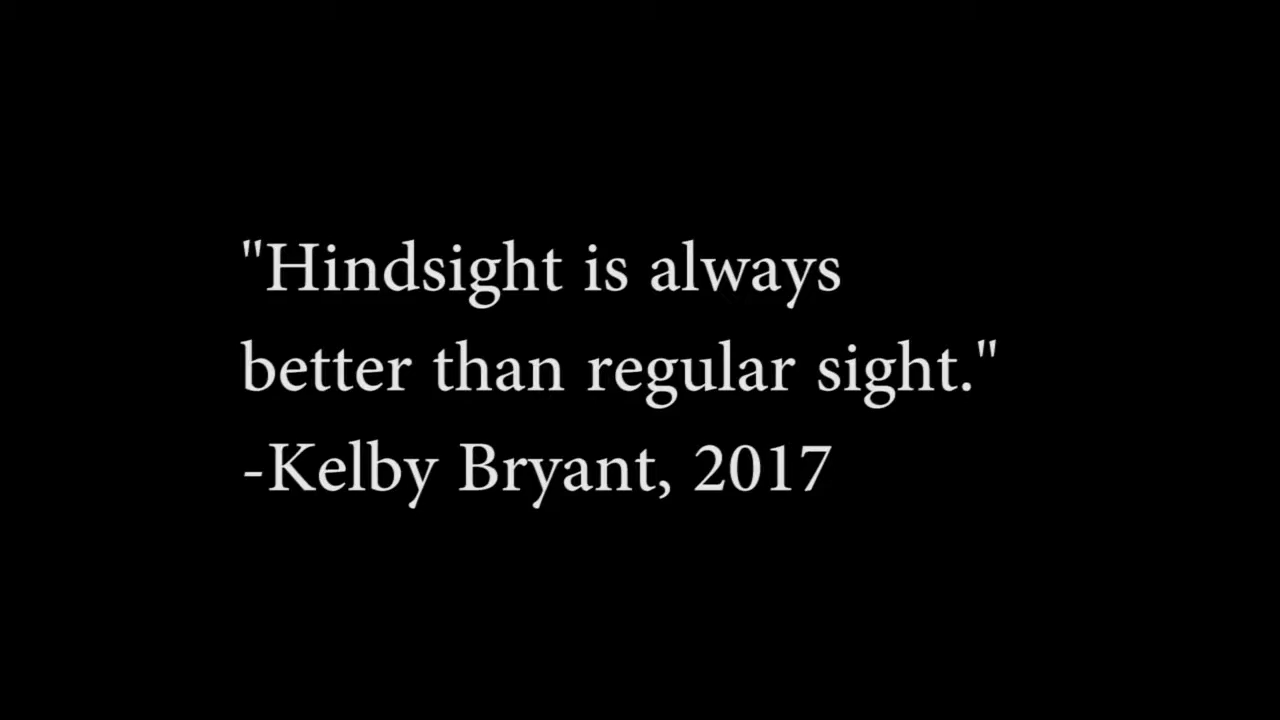 "Hindsight is always
better than regular sight."
-Kelby Bryant, 2017